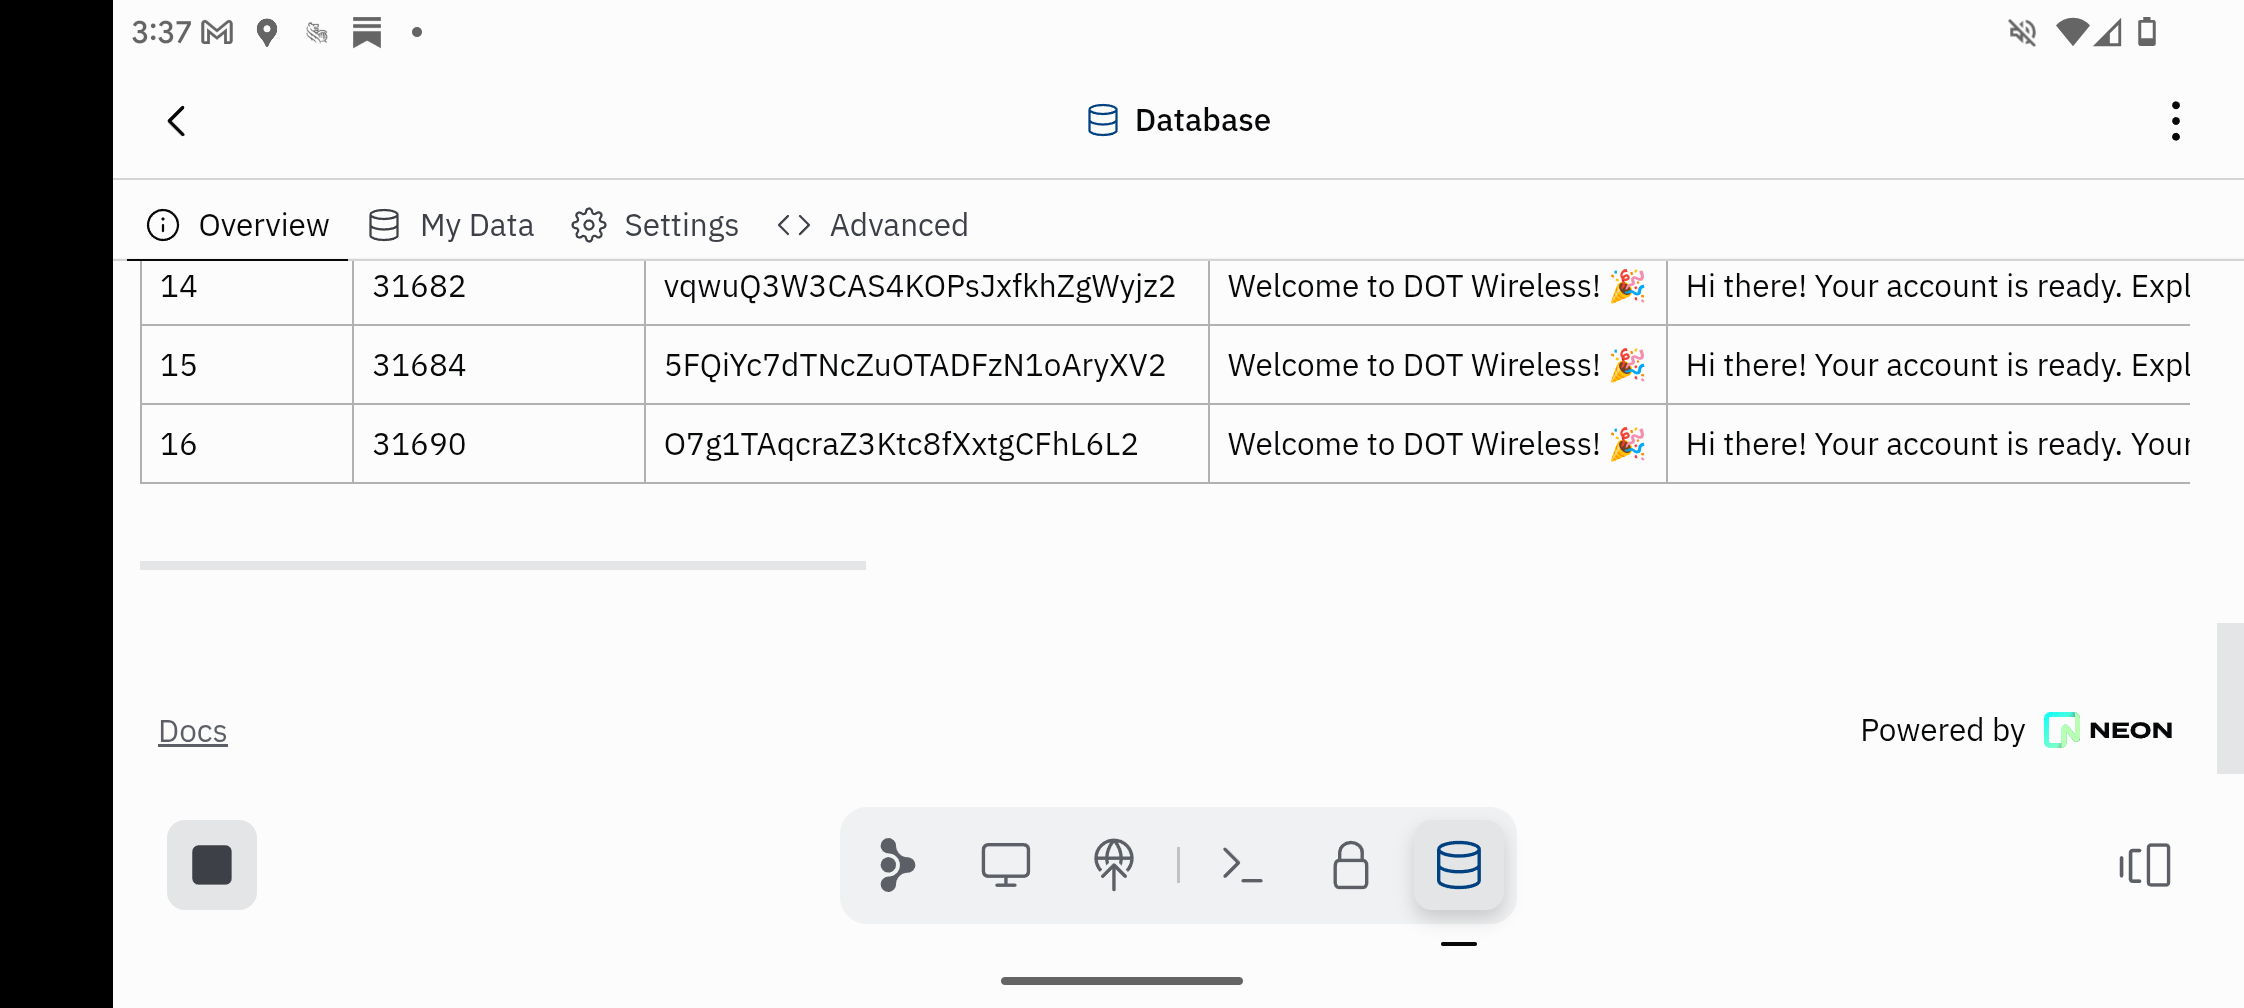 3:37
Database
Overview My Data Settings Advanced
14 31682 vqwuQ3W3CAS4KOPsJxfkhZgWyjz2 Welcome to DOT Wireless! 🎉 Hi there! Your account is ready. Expl
15 31684 5FQiYc7dTNcZuOTADFzN1oAryXV2 Welcome to DOT Wireless! 🎉 Hi there! Your account is ready. Expl
16 31690 O7g1TAqcraZ3Ktc8fXxtgCFhL6L2 Welcome to DOT Wireless! 🎉 Hi there! Your account is ready. Your
Docs
Powered by NEON